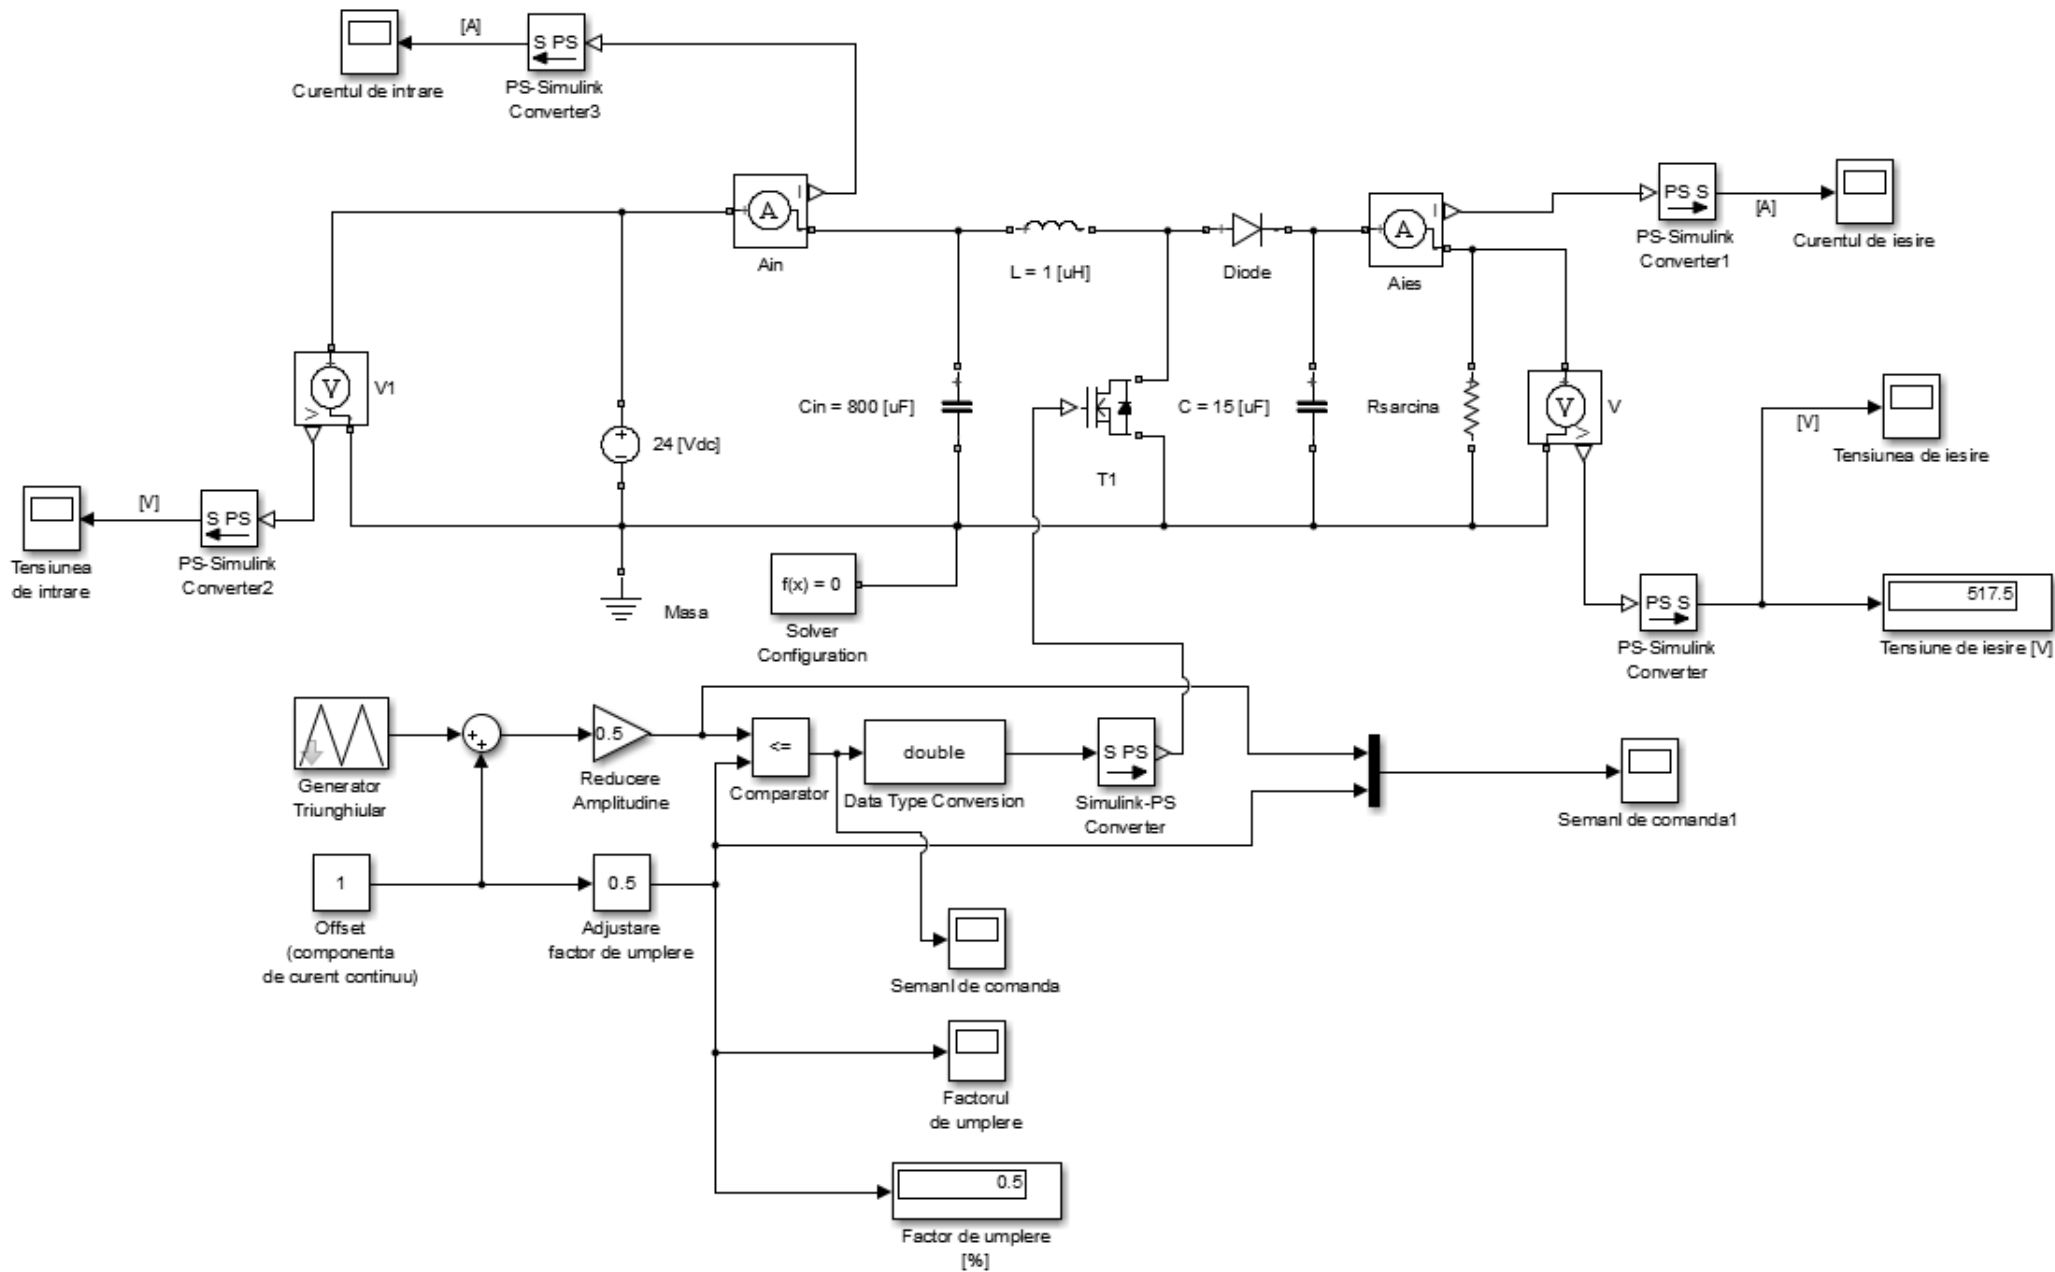 [A]
S PS
Curentul de intrare
PS-Simulink
Converter3
I
A
Ain
L = 1 [uH]
Diode
I
A
Aies
PS S
[A]
PS-Simulink
Converter1
Curentul de iesire
V
V1
24 [Vdc]
Cin = 800 [uF]
T1
C = 15 [uF]
Rsarcina
V
V
[V]
Tensiunea de iesire
[V]
S PS
Tensiunea
de intrare
PS-Simulink
Converter2
Masa
f(x) = 0
Solver
Configuration
PS S
PS-Simulink
Converter
517.5
Tensiune de iesire [V]
Generator
Triunghiular
0.5
Reducere
Amplitudine
<=
Comparator
double
Data Type Conversion
S PS
Simulink-PS
Converter
Semanl de comanda1
1
Offset
(componenta
de curent continuu)
0.5
Adjustare
factor de umplere
Semanl de comanda
Factorul
de umplere
0.5
Factor de umplere
[%]